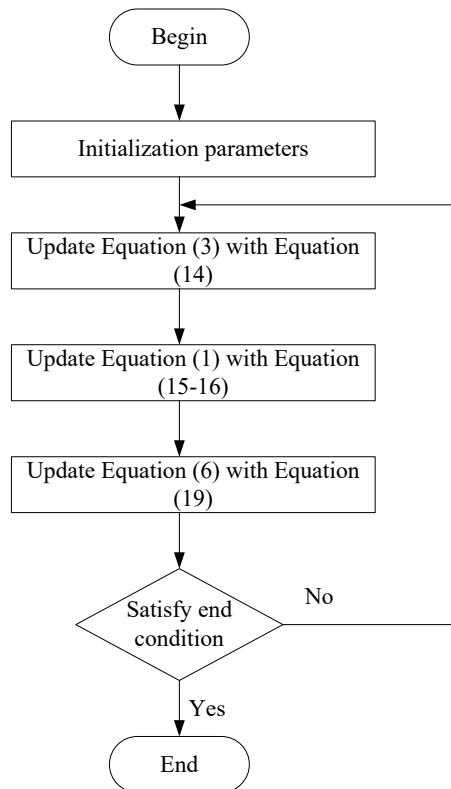 Begin
Initialization parameters
Update Equation (3) with Equation
(14)
Update Equation (1) with Equation
(15-16)
Update Equation (6) with Equation
(19)
Satisfy end
condition
No
Yes
End